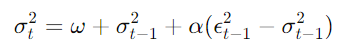 σ_t^2 = ω + σ_{t−1}^2 + α(ϵ_{t−1}^2 − σ_{t−1}^2)